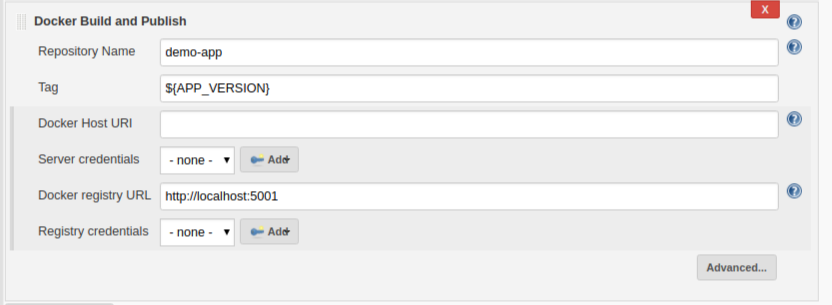 X
Docker Build and Publish
Repository Name demo-app
Tag ${APP_VERSION}
Docker Host URI
Server credentials - none - Add
Docker registry URL http://localhost:5001
Registry credentials - none - Add
Advanced...